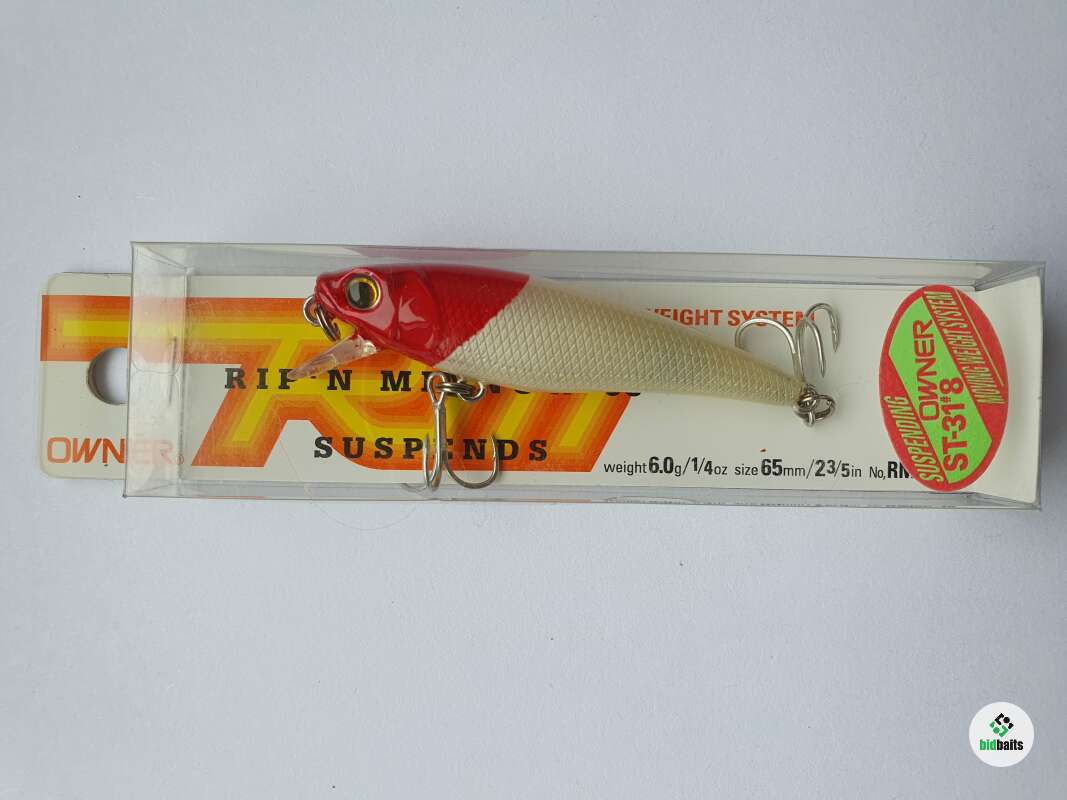 WEIGHT SYSTEM
RIP'N
SUSPENDS
OWNER®
weight 6.0g/1/4oz size 65mm/2 3/5in No,RM
SUSPENDING
OWNER
ST-31#8
MOVING WEIGHT SYSTEM
bidbaits